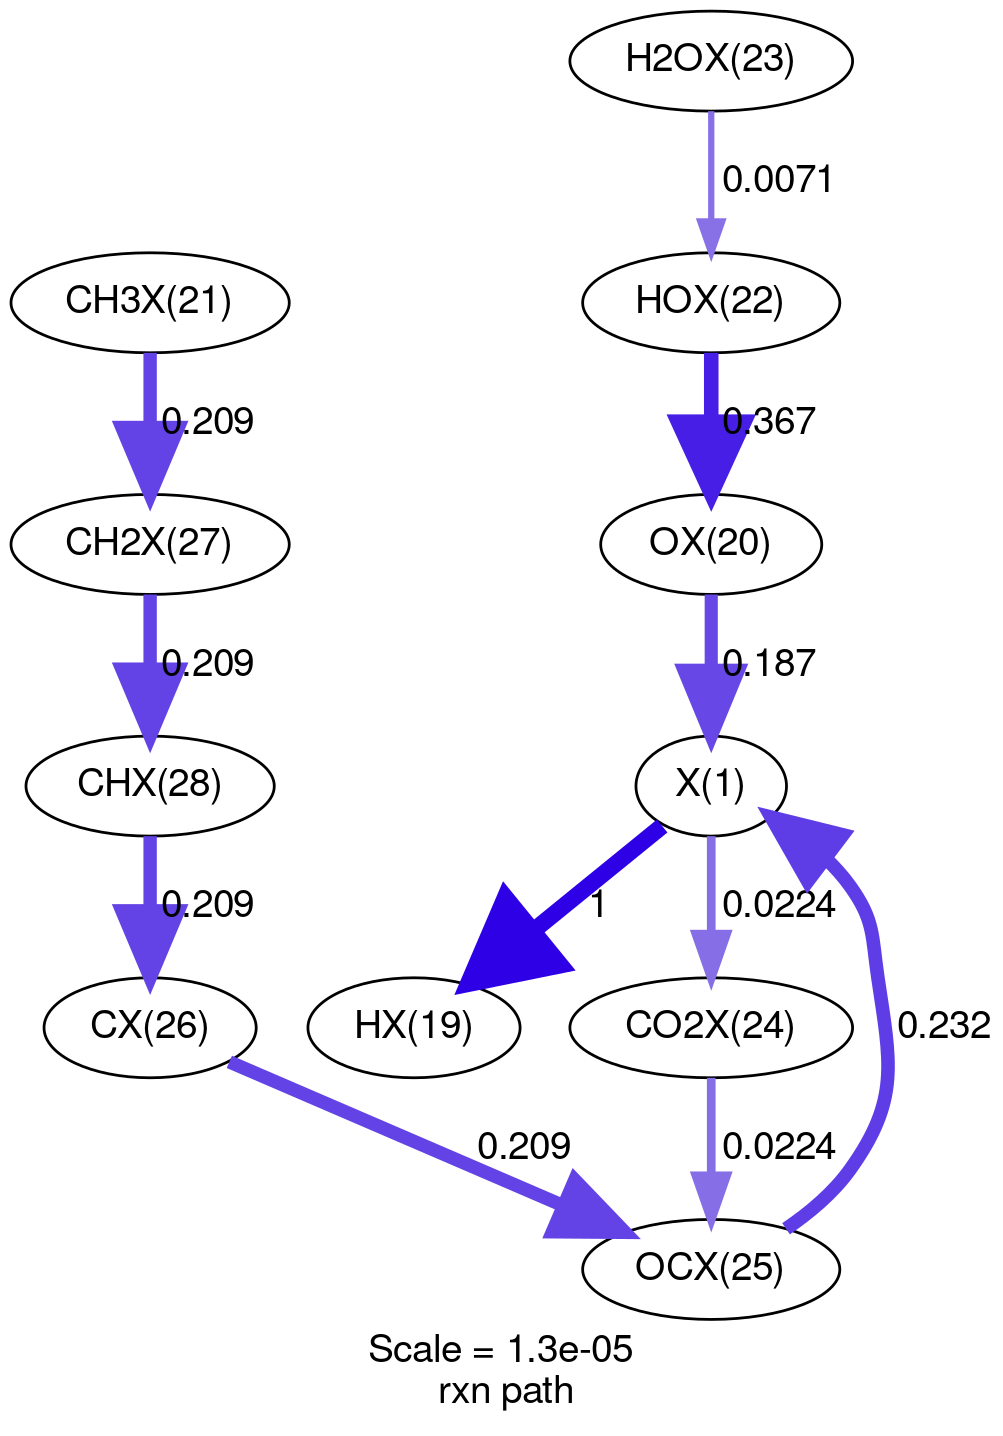 H2OX(23)
0.0071
CH3X(21)
HOX(22)
0.209
0.367
CH2X(27)
OX(20)
0.209
0.187
CHX(28)
X(1)
0.209
1
0.0224
CX(26)
HX(19)
CO2X(24)
0.232
0.209
0.0224
OCX(25)
Scale = 1.3e-05
rxn path